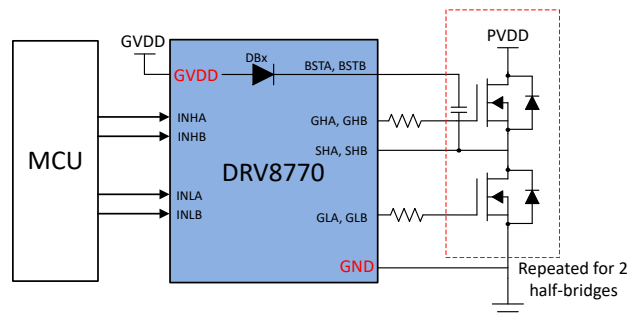 GVDD
PVDD
DBx
GVDD
BSTA, BSTB
INHA
INHB
GHA, GHB
MCU
SHA, SHB
DRV8770
INLA
INLB
GLA, GLB
GND
Repeated for 2
half-bridges